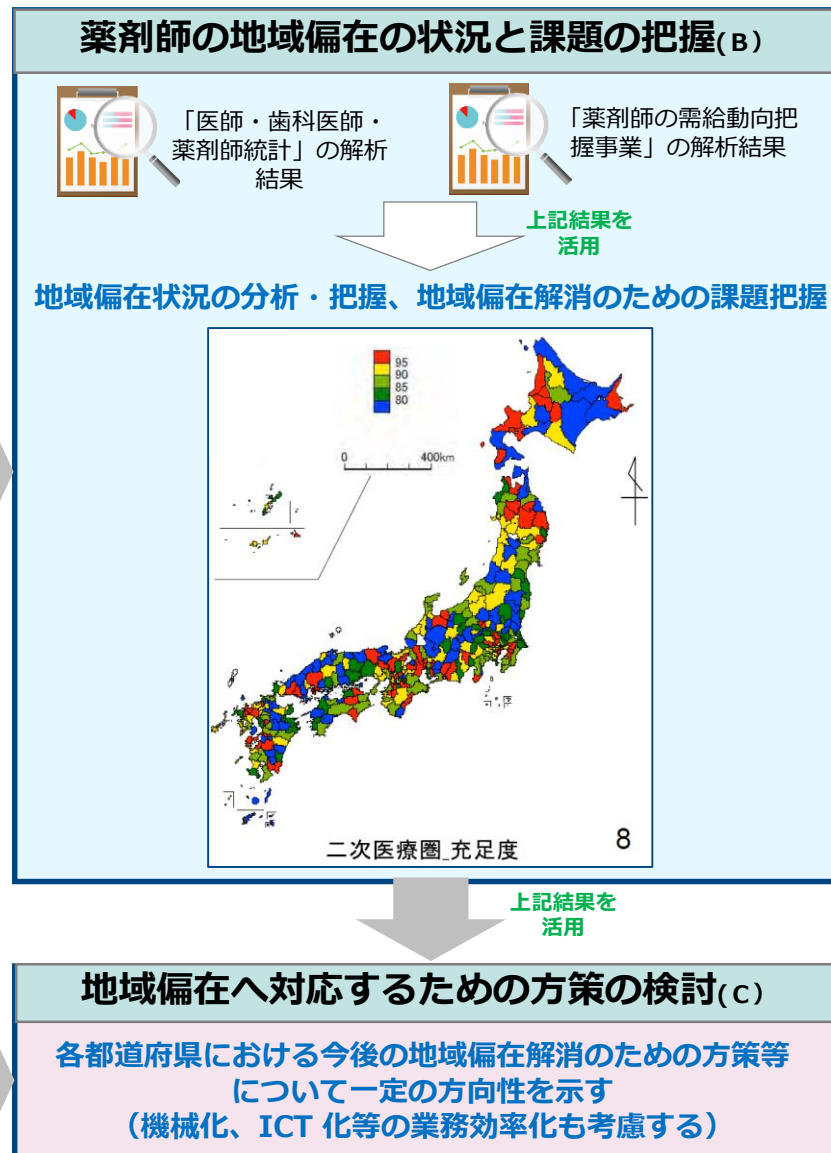 薬剤師の地域偏在の状況と課題の把握(B)
「医師・歯科医師・
薬剤師統計」の解析
結果
「薬剤師の需給動向把
握事業」の解析結果
上記結果を
活用
地域偏在状況の分析・把握、地域偏在解消のための課題把握
95
90
85
80
0
400km
二次医療圏_充足度
8
上記結果を
活用
地域偏在へ対応するための方策の検討(C)
各都道府県における今後の地域偏在解消のための方策等
について一定の方向性を示す
（機械化、ICT 化等の業務効率化も考慮する）